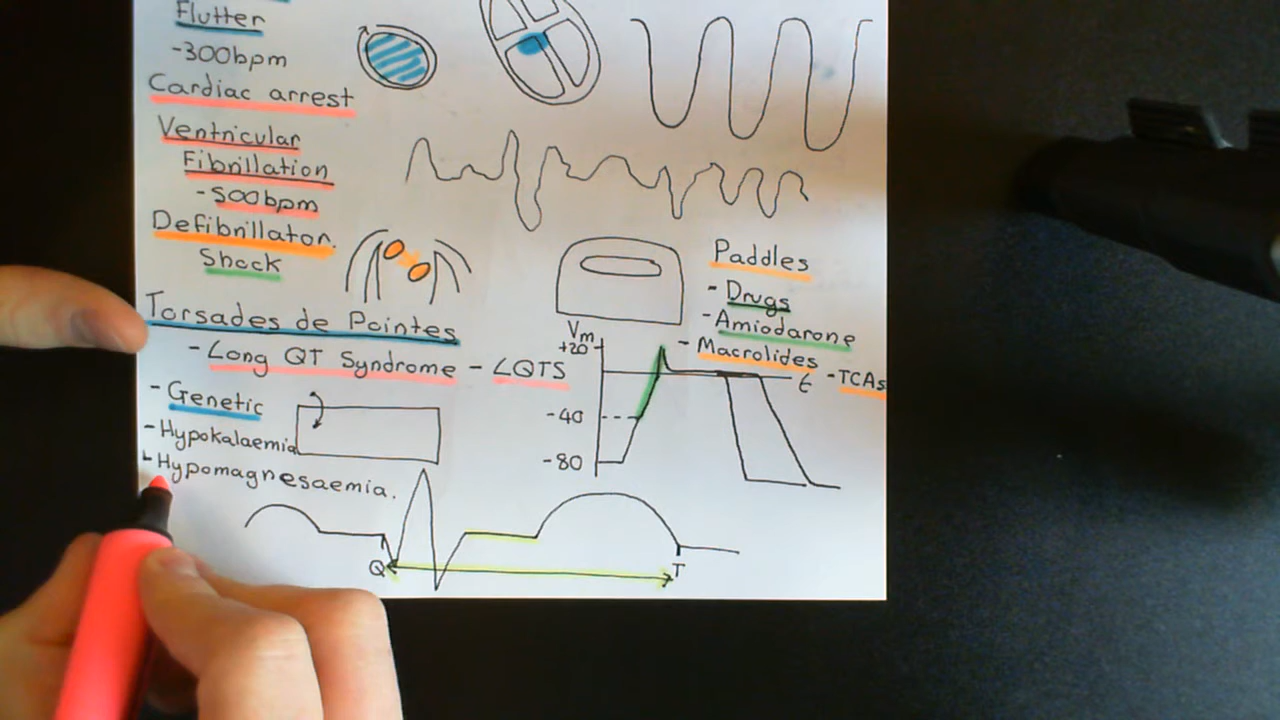 Flutter
-300bpm
Cardiac arrest
Ventricular
Fibrillation
-500bpm
Defibrillator.
Shock
Paddles
- Drugs
- Amiodarone
- Macrolides
- TCAs
Torsades de Pointes
- Long QT Syndrome - LQTS
- Genetic
- Hypokalaemia
- Hypomagnesaemia.
Vm
+20
t
-40
-80
Q
T